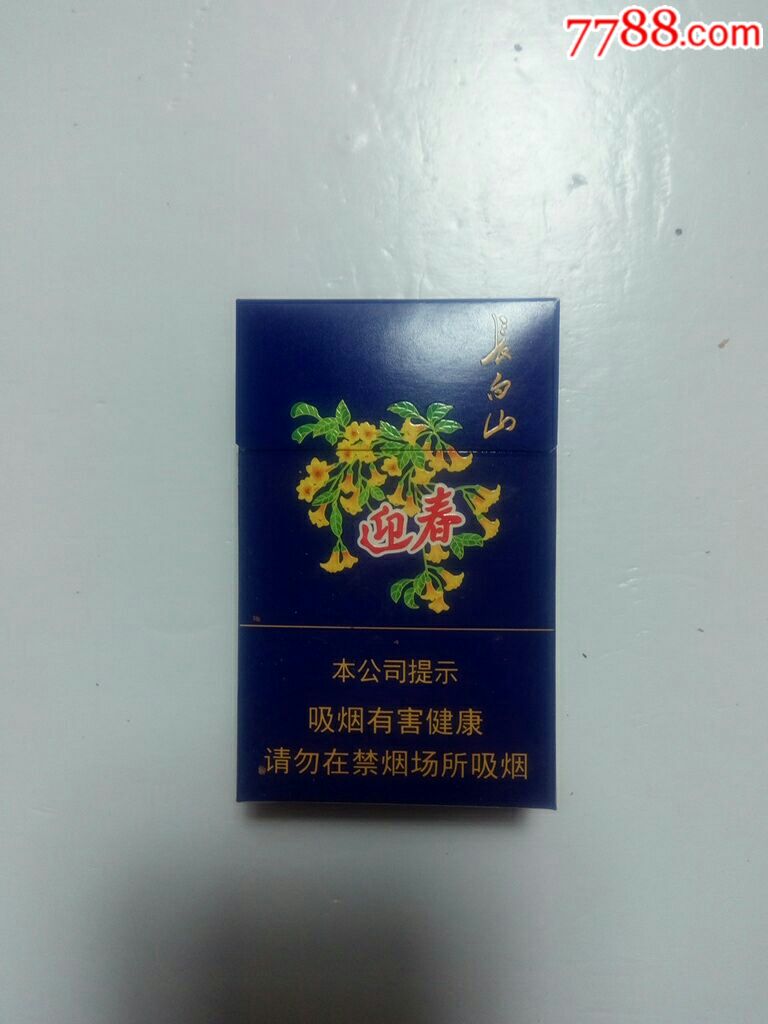 7788.com
長白山
迎春
本公司提示
吸烟有害健康
请勿在禁烟场所吸烟